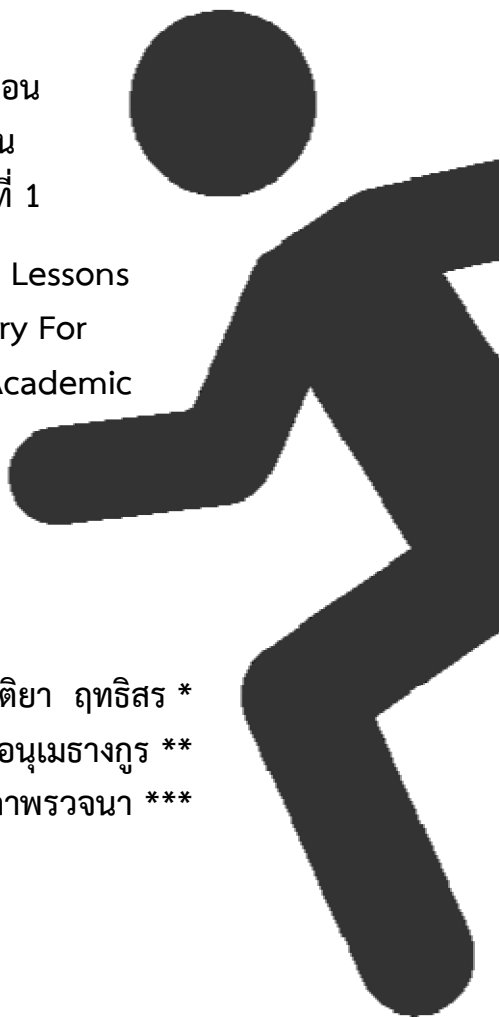 อน
น
ที่ 1
Lessons
ry For
Academic
ติยา ฤทธิสร *
อนุเมธางกูร **
าพรวจนา ***